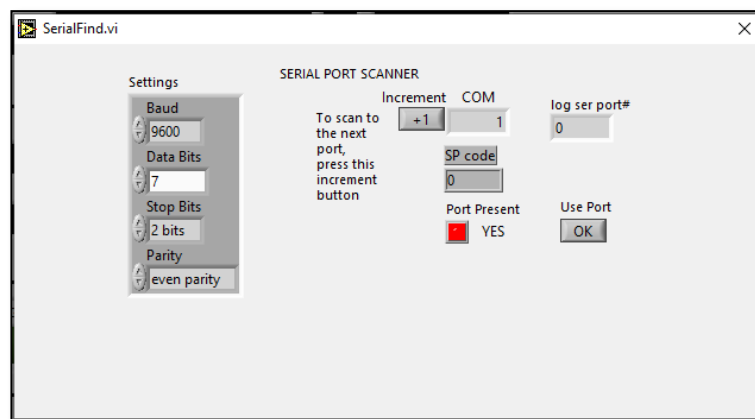 SerialFind.vi
Settings
Baud
9600
Data Bits
7
Stop Bits
2 bits
Parity
even parity
SERIAL PORT SCANNER
To scan to
the next
port,
press this
increment
button
Increment
+1
COM
1
log ser port#
0
SP code
0
Port Present
YES
Use Port
OK